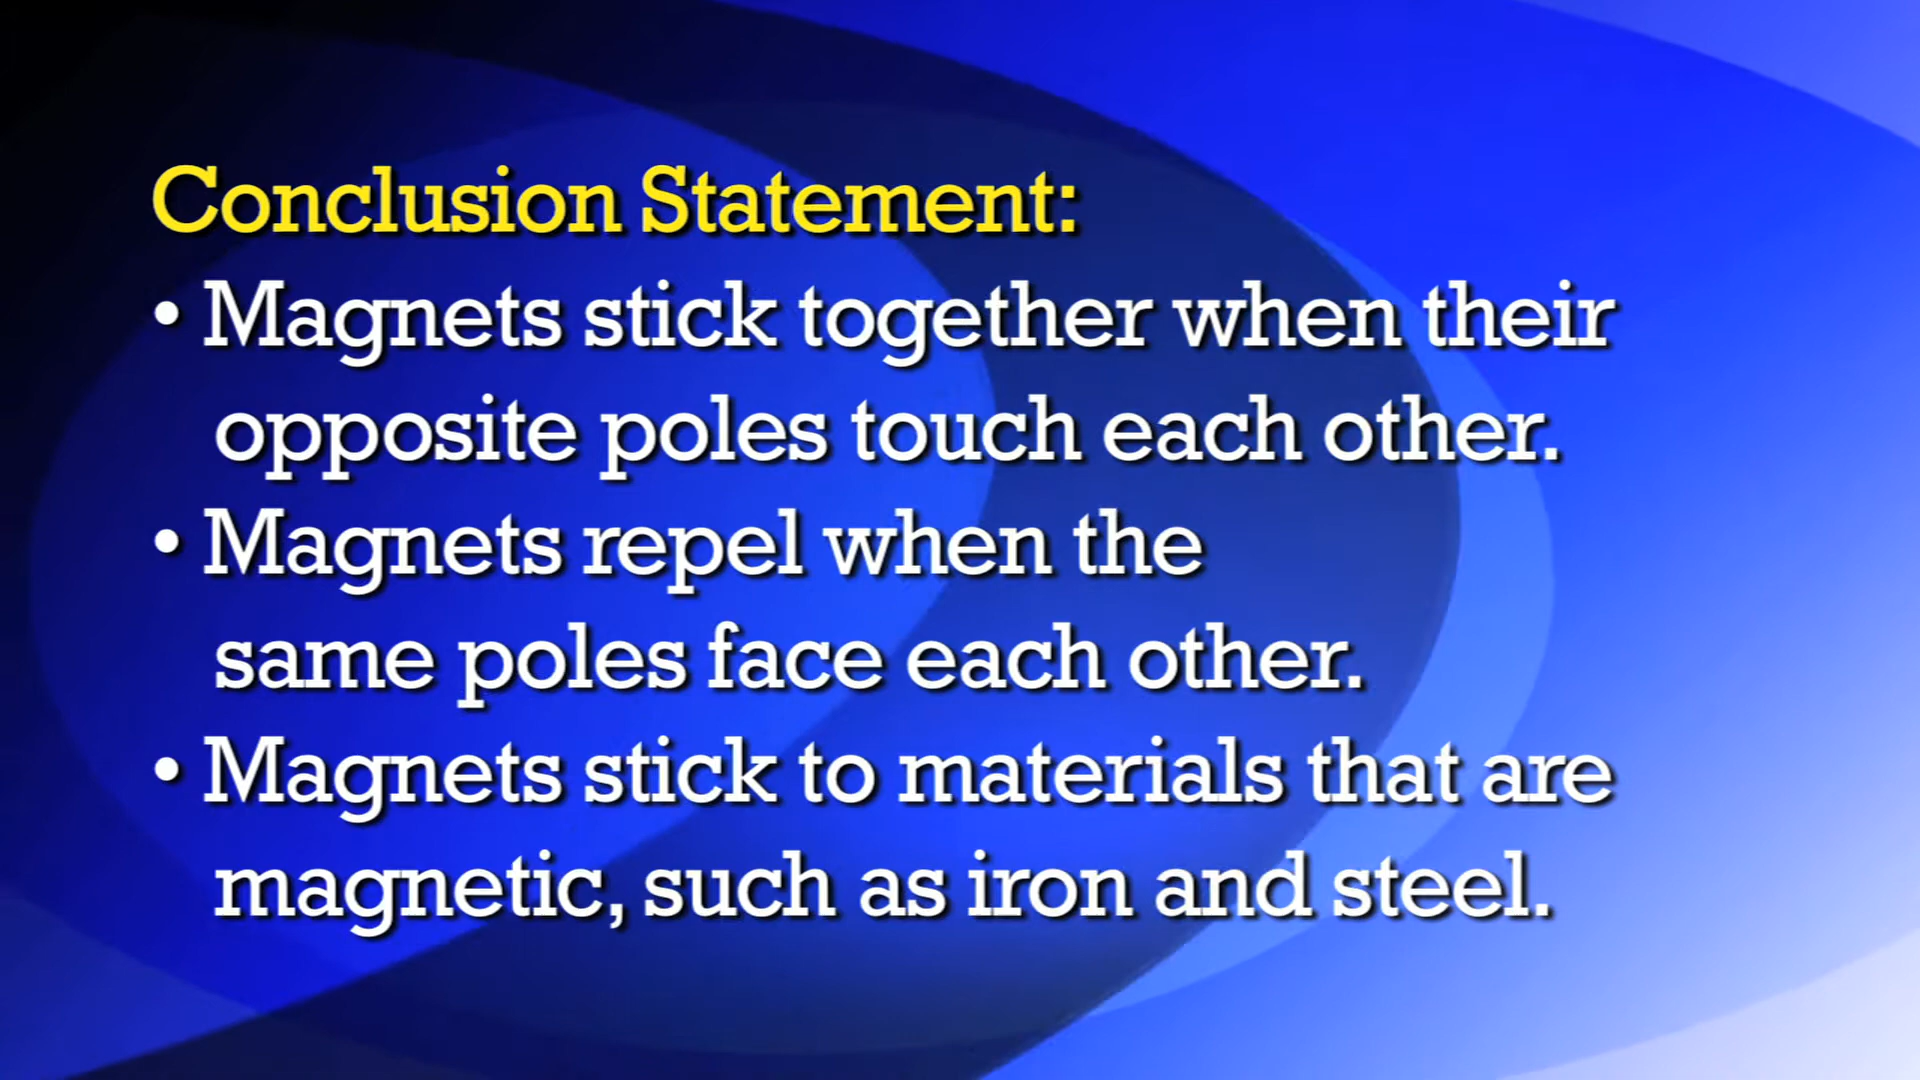 Conclusion Statement:
• Magnets stick together when their
opposite poles touch each other.
• Magnets repel when the
same poles face each other.
• Magnets stick to materials that are
magnetic, such as iron and steel.